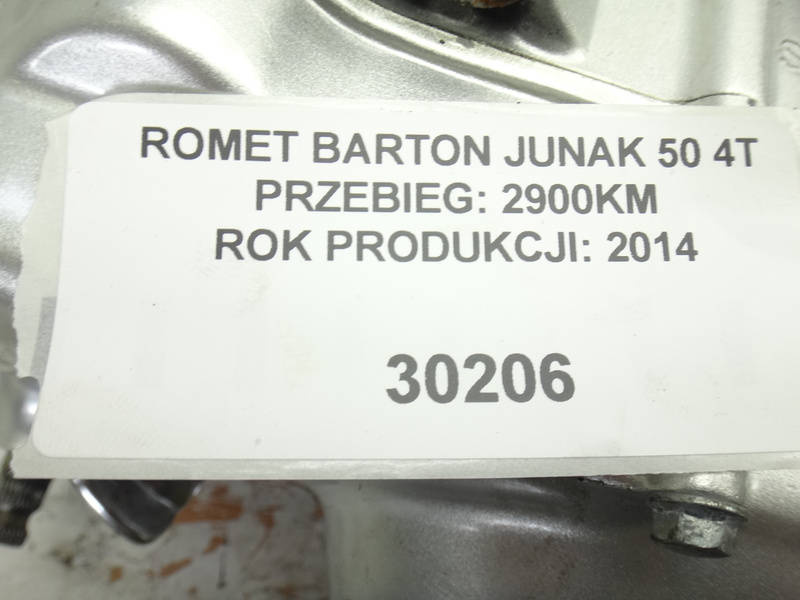 ROMET BARTON JUNAK 50 4T
PRZEBIEG: 2900KM
ROK PRODUKCJI: 2014
30206